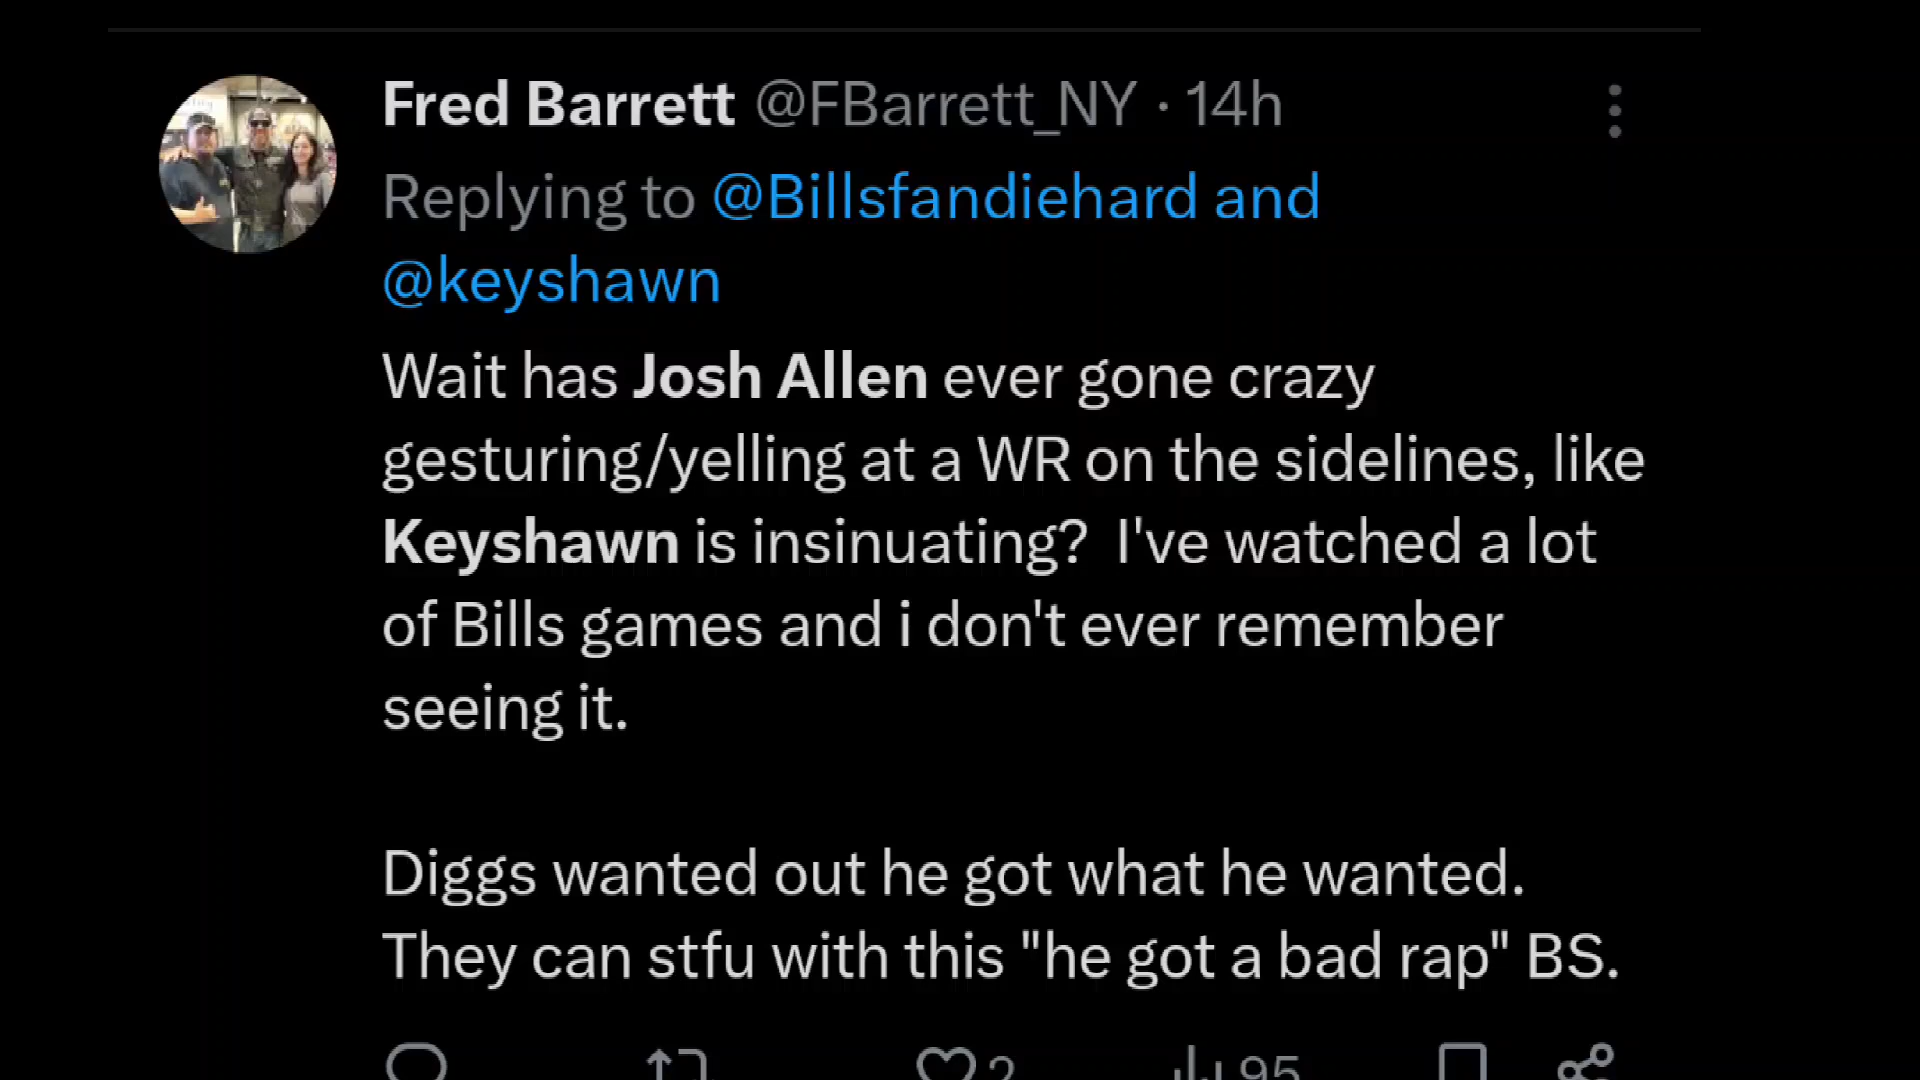 Fred Barrett @FBarrett_NY · 14h
Replying to @Billsfandiehard and
@keyshawn
Wait has Josh Allen ever gone crazy
gesturing/yelling at a WR on the sidelines, like
Keyshawn is insinuating?  I've watched a lot
of Bills games and i don't ever remember
seeing it.
Diggs wanted out he got what he wanted.
They can stfu with this "he got a bad rap" BS.
2 95